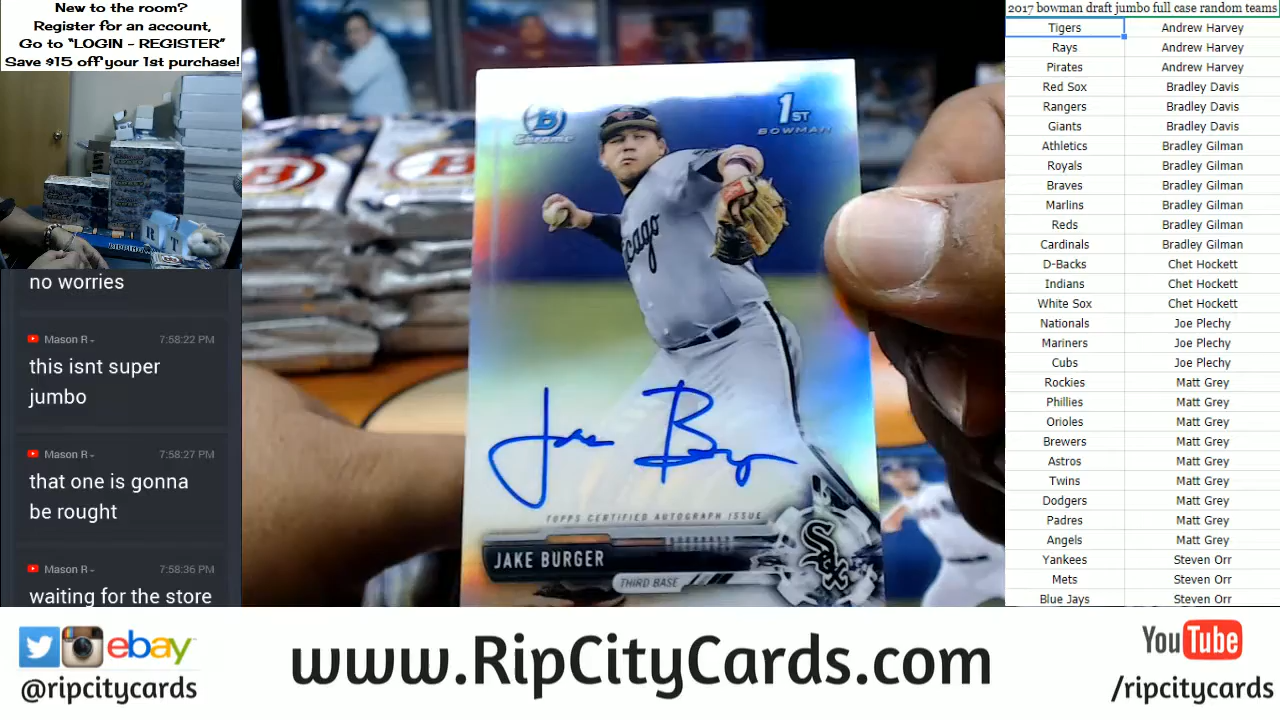 New to the room?
Register for an account,
Go to “LOGIN - REGISTER”
Save $15 off your 1st purchase!
no worries
Mason R
7:58:22 PM
this isnt super
jumbo
Mason R
7:58:27 PM
that one is gonna
be rought
Mason R
7:58:36 PM
waiting for the store
B
Chrome
1ST
BOWMAN
Chicago
Jake Burger
TOPPS CERTIFIED AUTOGRAPH ISSUE
JAKE BURGER
THIRD BASE
Sox
2017 bowman draft jumbo full case random teams
Tigers Andrew Harvey
Rays Andrew Harvey
Pirates Andrew Harvey
Red Sox Bradley Davis
Rangers Bradley Davis
Giants Bradley Davis
Athletics Bradley Gilman
Royals Bradley Gilman
Braves Bradley Gilman
Marlins Bradley Gilman
Reds Bradley Gilman
Cardinals Bradley Gilman
D-Backs Chet Hockett
Indians Chet Hockett
White Sox Chet Hockett
Nationals Joe Plechy
Mariners Joe Plechy
Cubs Joe Plechy
Rockies Matt Grey
Phillies Matt Grey
Orioles Matt Grey
Brewers Matt Grey
Astros Matt Grey
Twins Matt Grey
Dodgers Matt Grey
Padres Matt Grey
Angels Matt Grey
Yankees Steven Orr
Mets Steven Orr
Blue Jays Steven Orr
ebay
@ripcitycards
www.RipCityCards.com
YouTube
/ripcitycards